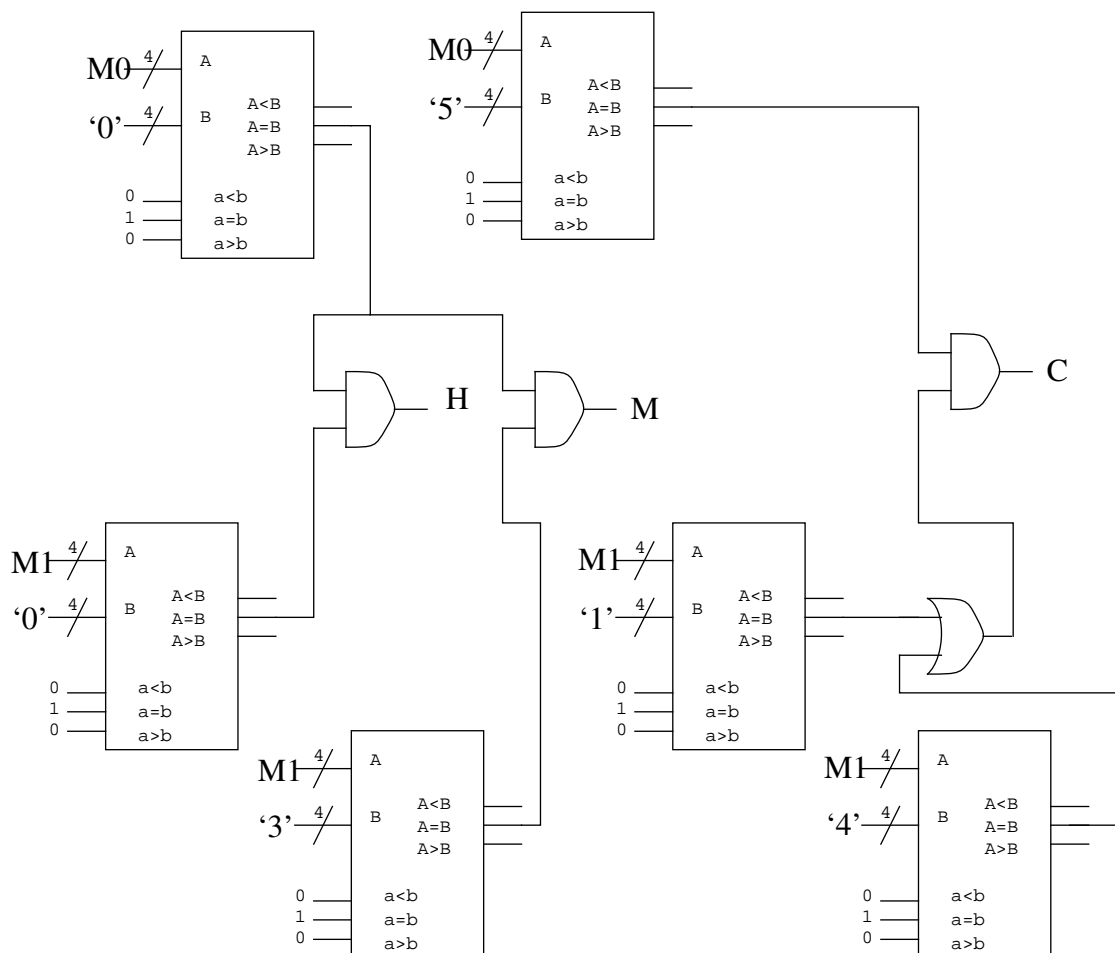 M0 4 A
‘0’ 4 B
A<B
A=B
A>B
0 a<b
1 a=b
0 a>b
M0 4 A
‘5’ 4 B
A<B
A=B
A>B
0 a<b
1 a=b
0 a>b
H
M
C
M1 4 A
‘0’ 4 B
A<B
A=B
A>B
0 a<b
1 a=b
0 a>b
M1 4 A
‘1’ 4 B
A<B
A=B
A>B
0 a<b
1 a=b
0 a>b
M1 4 A
‘3’ 4 B
A<B
A=B
A>B
0 a<b
1 a=b
0 a>b
M1 4 A
‘4’ 4 B
A<B
A=B
A>B
0 a<b
1 a=b
0 a>b